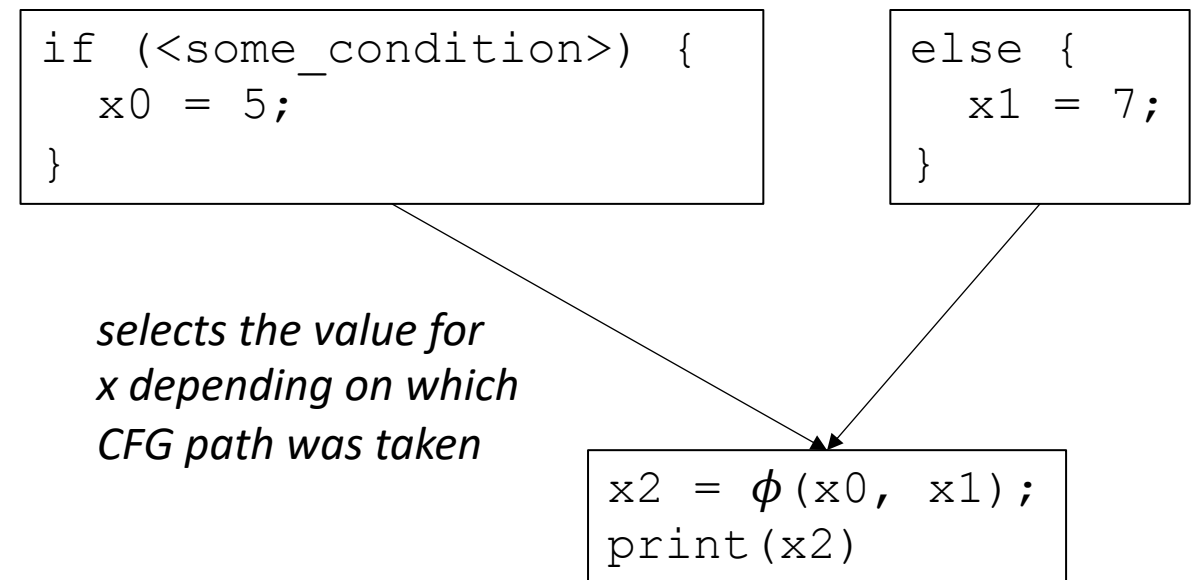 if (<some_condition>) {
  x0 = 5;
}
else {
  x1 = 7;
}
selects the value for
x depending on which
CFG path was taken
x2 = ϕ(x0, x1);
print(x2)